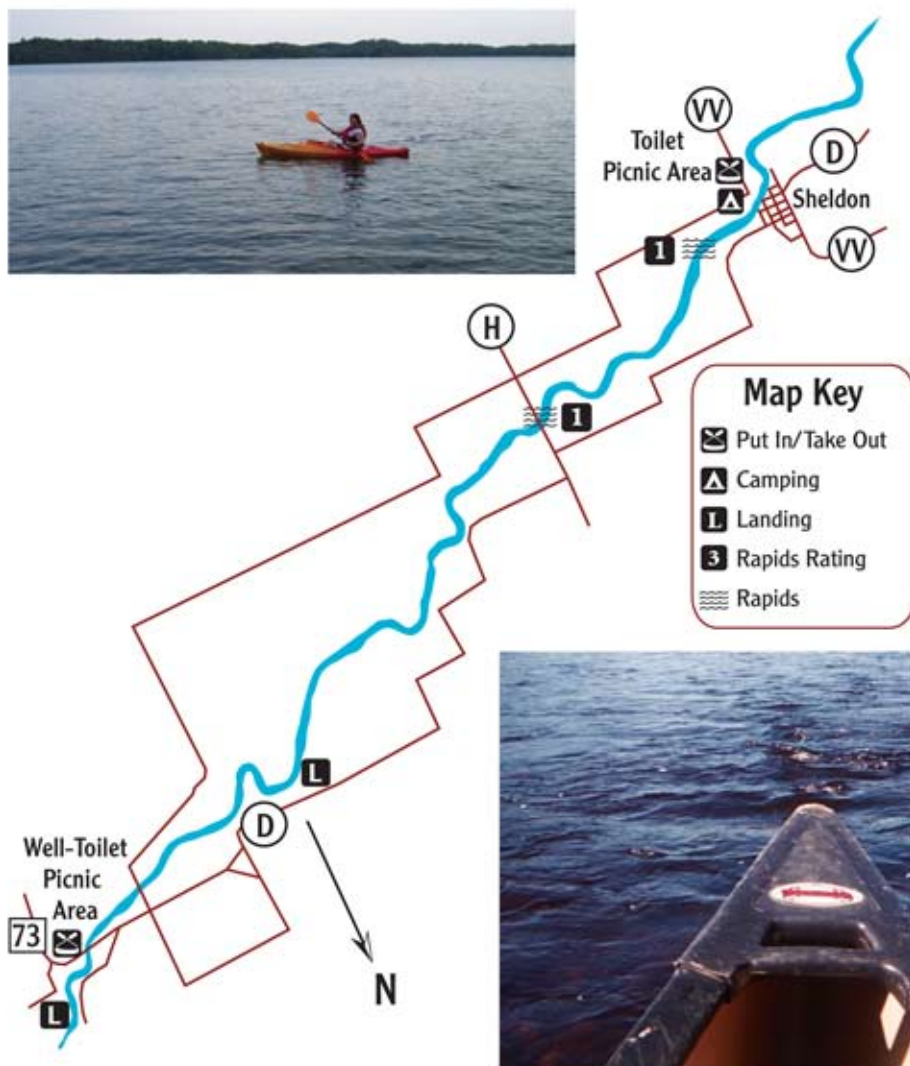 VV
Toilet
Picnic Area
D
Sheldon
VV
1
H
1
Map Key
Put In/Take Out
Camping
L Landing
3 Rapids Rating
Rapids
L
D
Well-Toilet
Picnic
Area
73
N
L